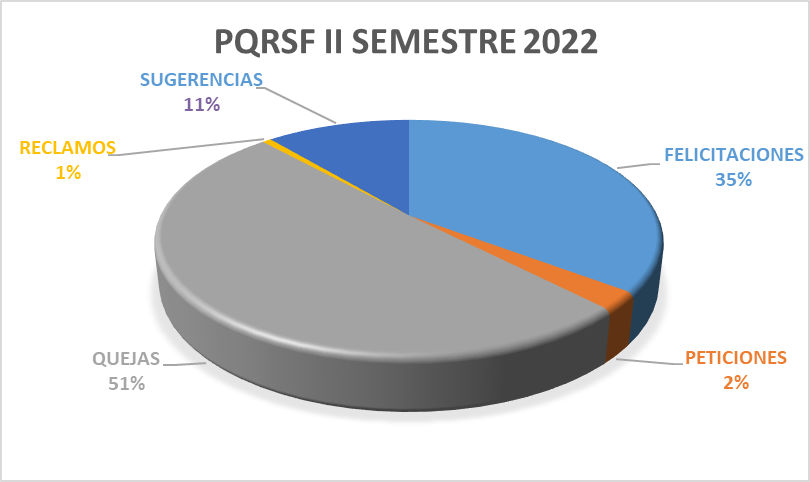 PQRSF II SEMESTRE 2022
SUGERENCIAS
11%
RECLAMOS
1%
FELICITACIONES
35%
QUEJAS
51%
PETICIONES
2%